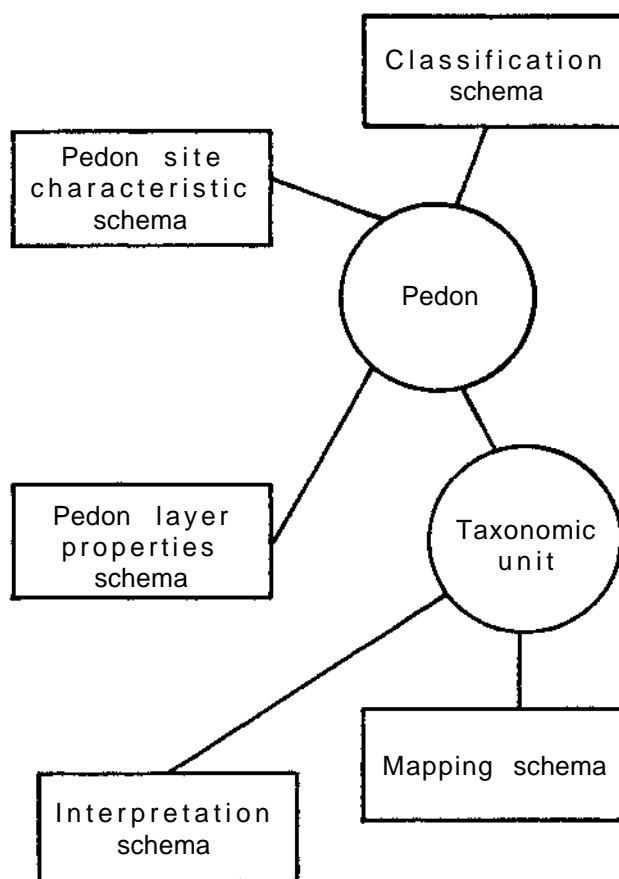 Classification
schema
Pedon site
characteristic
schema
Pedon
Pedon layer
properties
schema
Taxonomic
unit
Mapping schema
Interpretation
schema